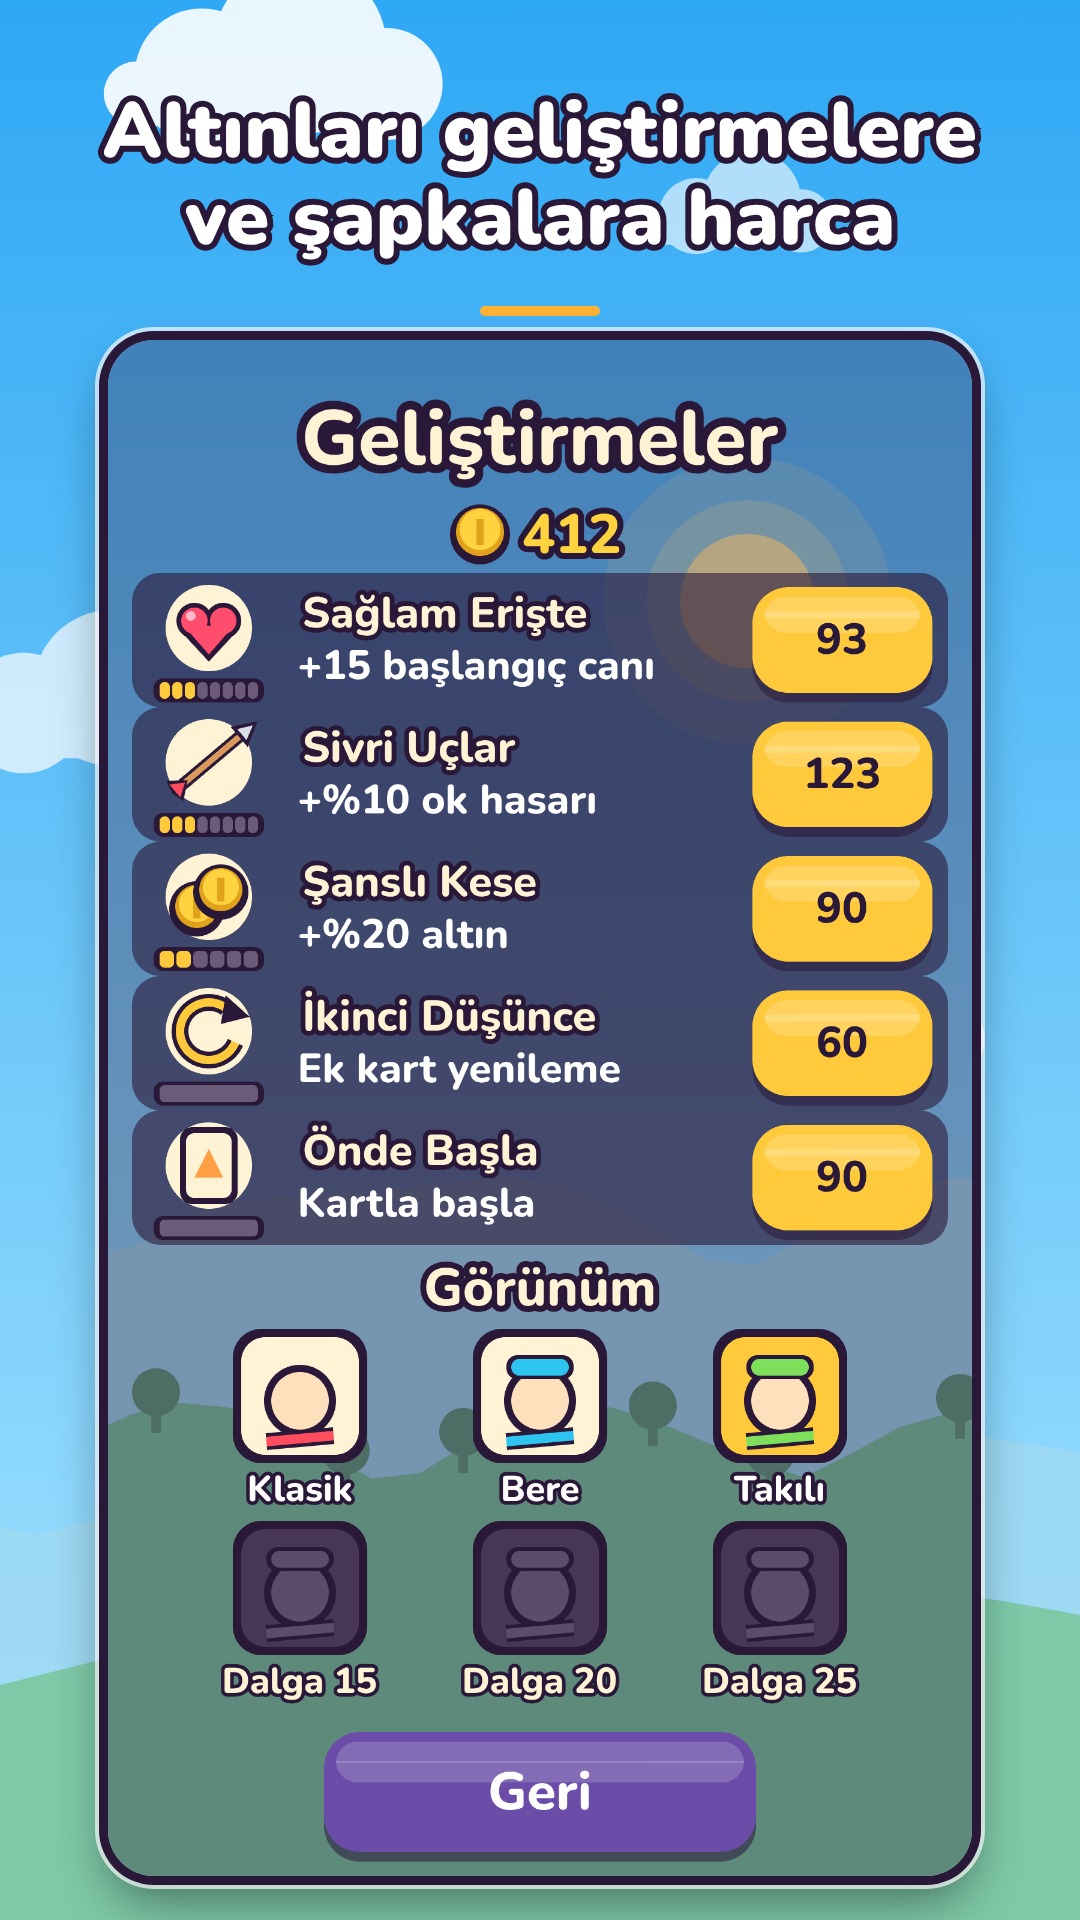 Altınları geliştirmelere
ve şapkalara harca
Geliştirmeler
412
Sağlam Erişte
+15 başlangıç canı
93
Sivri Uçlar
+%10 ok hasarı
123
Şanslı Kese
+%20 altın
90
İkinci Düşünce
Ek kart yenileme
60
Önde Başla
Kartla başla
90
Görünüm
Klasik
Bere
Takılı
Dalga 15
Dalga 20
Dalga 25
Geri